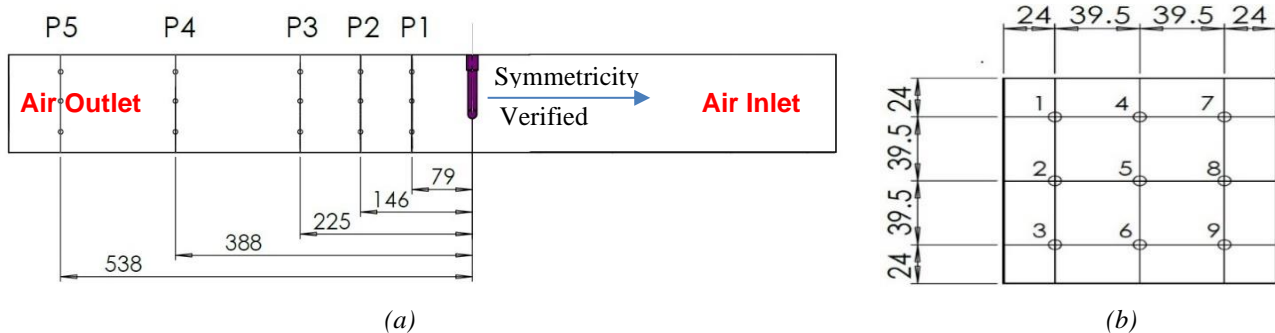 P5 P4 P3 P2 P1
Air Outlet
Symmetricity
Verified
Air Inlet
79
146
225
388
538
(a)
24 39.5 39.5 24
24
39.5
39.5
24
1 4 7
2 5 8
3 6 9
(b)